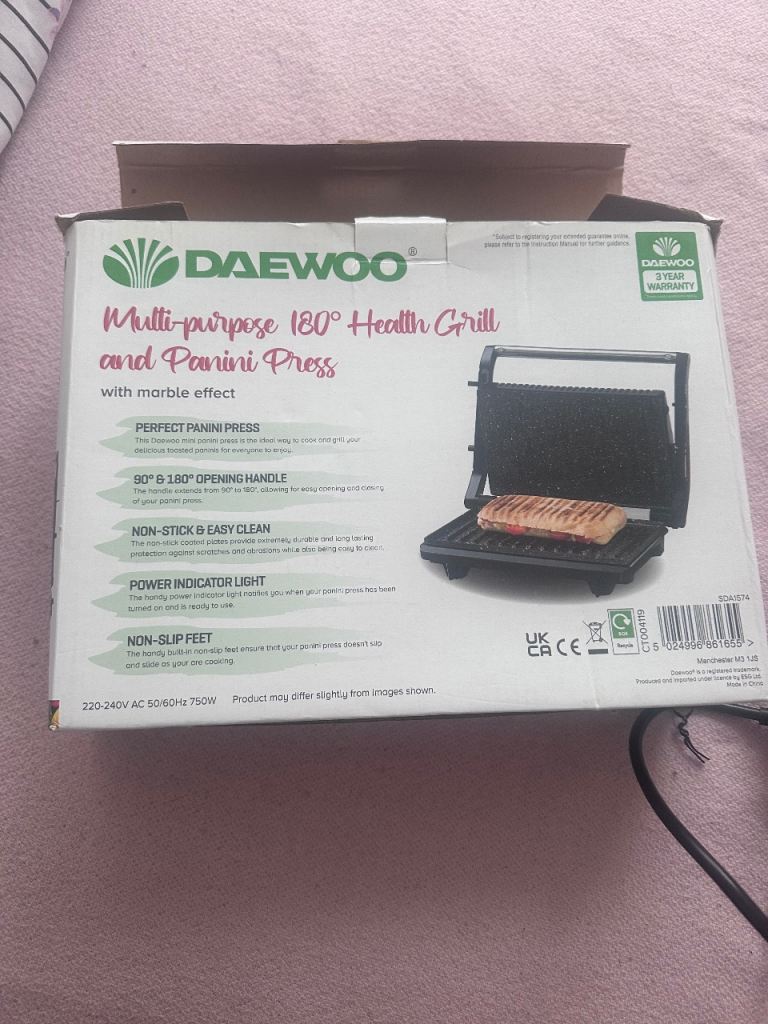 DAEWOO®
*Subject to registering your extended guarantee online,
please refer to the Instruction Manual for further guidance.
DAEWOO
3 YEAR
WARRANTY
Multi-purpose 180° Health Grill
and Panini Press
with marble effect
PERFECT PANINI PRESS
This Daewoo mini panini press is the ideal way to cook and grill your
delicious toasted paninis for everyone to enjoy.
90° & 180° OPENING HANDLE
The handle extends from 90° to 180°, allowing for easy opening and closing
of your panini press.
NON-STICK & EASY CLEAN
The non-stick coated plates provide extremely durable and long lasting
protection against scratches and abrasions while also being easy to clean.
POWER INDICATOR LIGHT
The handy power indicator light notifies you when your panini press has been
turned on and is ready to use.
NON-SLIP FEET
The handy built-in non-slip feet ensure that your panini press doesn't slip
and slide as your are cooking.
220-240V AC 50/60Hz 750W Product may differ slightly from images shown.
UK
CA CE
BOX
Recycle
CT004119
SDA1574
5 024996 861655 >
Manchester M3 1JS
Daewoo® is a registered trademark.
Produced and imported under licence by ESG Ltd.
Made in China